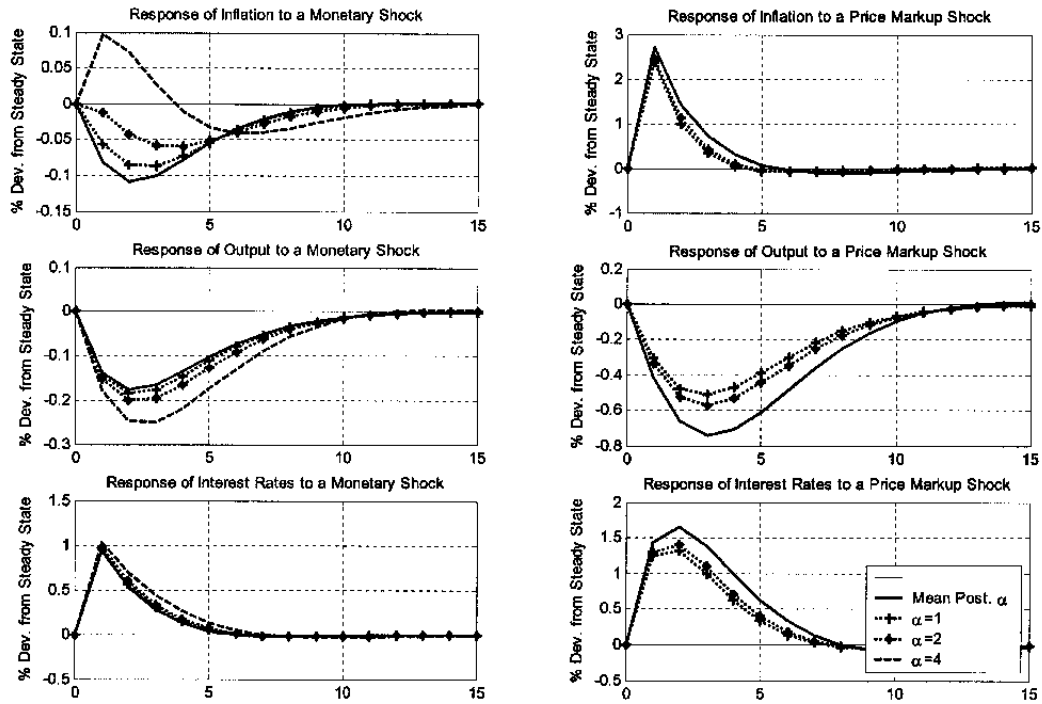 Response of Inflation to a Monetary Shock
% Dev. from Steady State
0.1
0.05
0
-0.05
-0.1
-0.15
0 5 10 15
Response of Inflation to a Price Markup Shock
% Dev. from Steady State
3
2
1
0
-1
0 5 10 15
Response of Output to a Monetary Shock
% Dev. from Steady State
0.1
0
-0.1
-0.2
-0.3
0 5 10 15
Response of Output to a Price Markup Shock
% Dev. from Steady State
0.2
0
-0.2
-0.4
-0.6
-0.8
0 5 10 15
Response of Interest Rates to a Monetary Shock
% Dev. from Steady State
1.5
1
0.5
0
-0.5
0 5 10 15
Response of Interest Rates to a Price Markup Shock
% Dev. from Steady State
2
1.5
1
0.5
0
-0.5
0 5 10 15
Mean Post. α
α=1
α=2
α=4